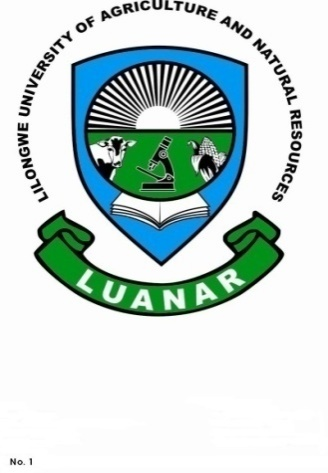 LILONGWE UNIVERSITY OF AGRICULTURE AND NATURAL RESOURCES
LUANAR
No. 1